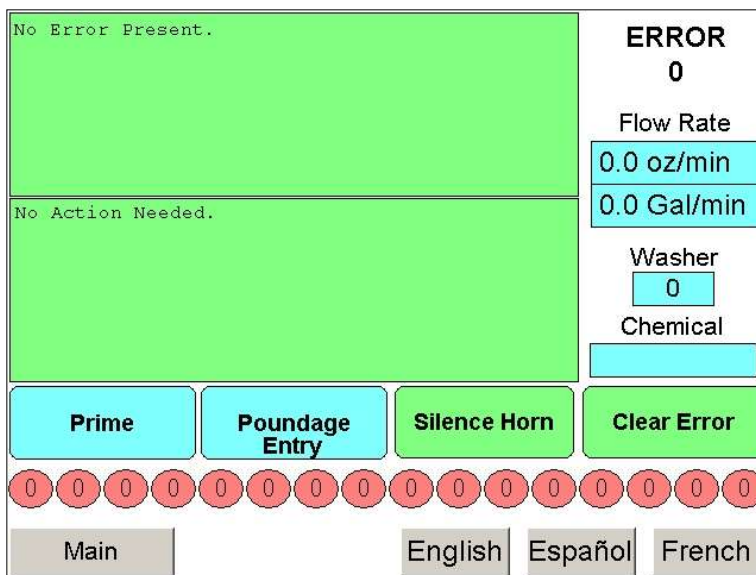 No Error Present.
ERROR
0
Flow Rate
0.0 oz/min
0.0 Gal/min
No Action Needed.
Washer
0
Chemical
Prime
Poundage
Entry
Silence Horn
Clear Error
0 0 0 0 0 0 0 0 0 0 0 0 0 0 0 0
Main
English
Español
French